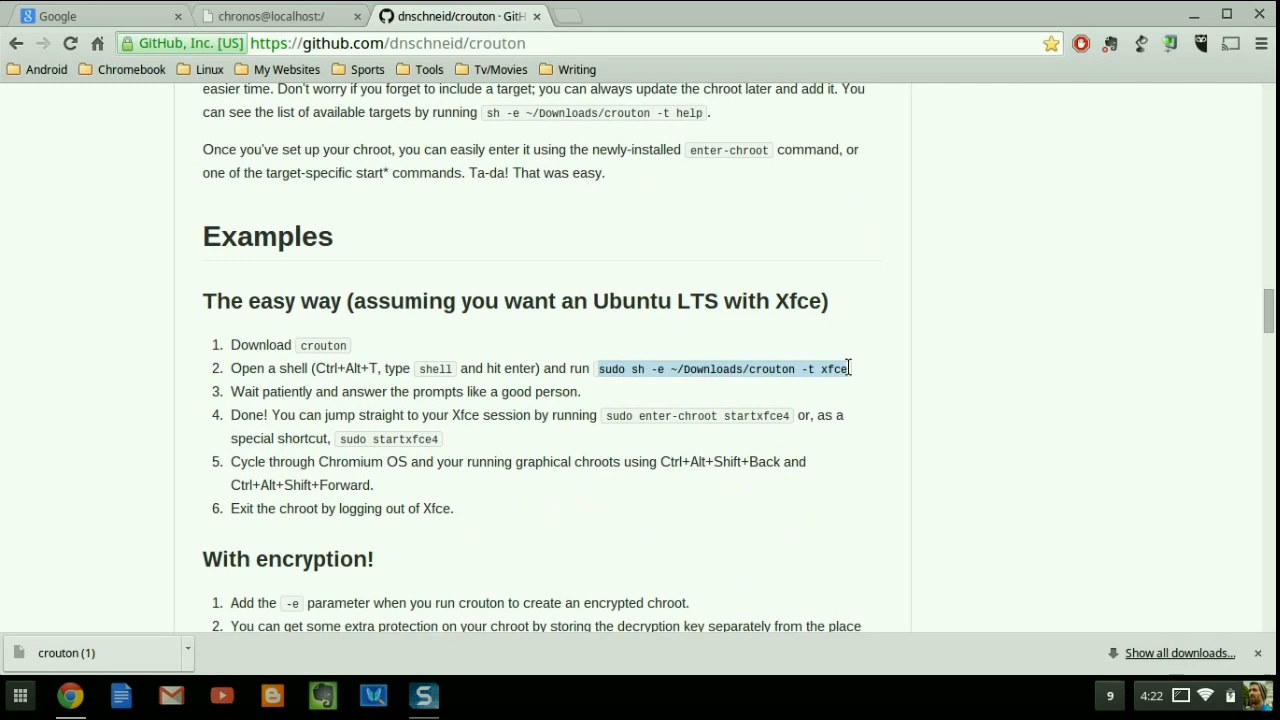 Google
chronos@localhost:/
dnschneid/crouton · GitH
GitHub, Inc. [US] https://github.com/dnschneid/crouton
Android Chromebook Linux My Websites Sports Tools Tv/Movies Writing
easier time. Don't worry if you forget to include a target; you can always update the chroot later and add it. You
can see the list of available targets by running sh -e ~/Downloads/crouton -t help.
Once you've set up your chroot, you can easily enter it using the newly-installed enter-chroot command, or
one of the target-specific start* commands. Ta-da! That was easy.
Examples
The easy way (assuming you want an Ubuntu LTS with Xfce)
1. Download crouton
2. Open a shell (Ctrl+Alt+T, type shell and hit enter) and run sudo sh -e ~/Downloads/crouton -t xfce
3. Wait patiently and answer the prompts like a good person.
4. Done! You can jump straight to your Xfce session by running sudo enter-chroot startxfce4 or, as a
special shortcut, sudo startxfce4
5. Cycle through Chromium OS and your running graphical chroots using Ctrl+Alt+Shift+Back and
Ctrl+Alt+Shift+Forward.
6. Exit the chroot by logging out of Xfce.
With encryption!
1. Add the -e parameter when you run crouton to create an encrypted chroot.
2. You can get some extra protection on your chroot by storing the decryption key separately from the place
crouton (1)
Show all downloads...
9
4:22